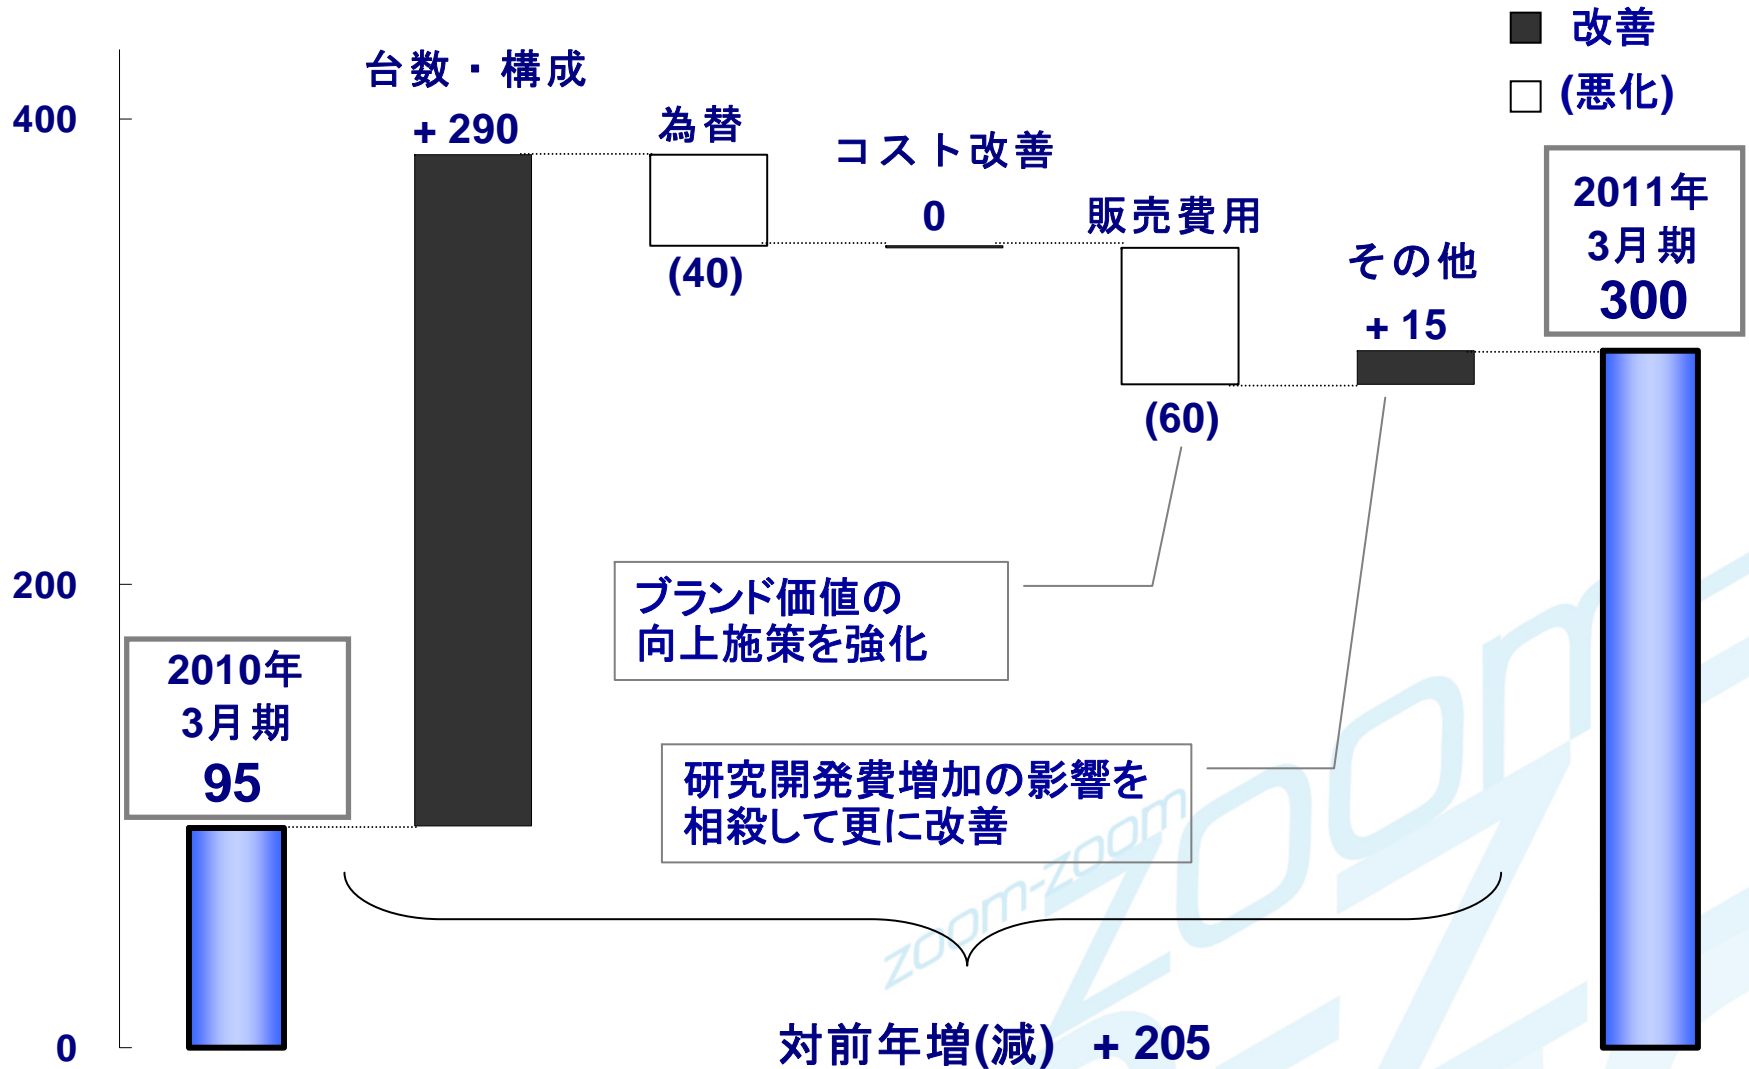 改善
(悪化)
400
200
0
台数・構成
+ 290
為替
(40)
コスト改善
0
販売費用
(60)
その他
+ 15
2011年
3月期
300
2010年
3月期
95
ブランド価値の
向上施策を強化
研究開発費増加の影響を
相殺して更に改善
対前年増(減) + 205
zoom-zoom
zoom-